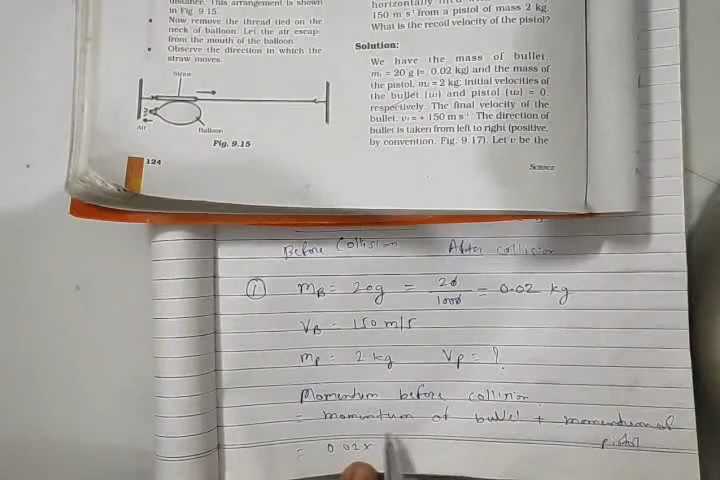 distance. This arrangement is shown
in Fig. 9.15.
Now remove the thread tied on the
neck of balloon. Let the air escape
from the mouth of the balloon.
Observe the direction in which the
straw moves.
Straw
Air
Balloon
Fig. 9.15
124
horizontally
150 m s⁻¹ from a pistol of mass 2 kg.
What is the recoil velocity of the pistol?
Solution:
We have the mass of bullet,
m₁ = 20 g (= 0.02 kg) and the mass of
the pistol, m₂ = 2 kg; initial velocities of
the bullet (u₁) and pistol (u₂) = 0,
respectively. The final velocity of the
bullet, v₁ = + 150 m s⁻¹. The direction of
bullet is taken from left to right (positive,
by convention, Fig. 9.17). Let v be the
SCIENCE
Before Collision After collision
(i) mB = 20g = 20/1000 = 0.02 kg
VB = 150 m/s
mp = 2 kg Vp = ?
Momentum before collision
= momentum of bullet + momentum of
pistol
= 0.02x